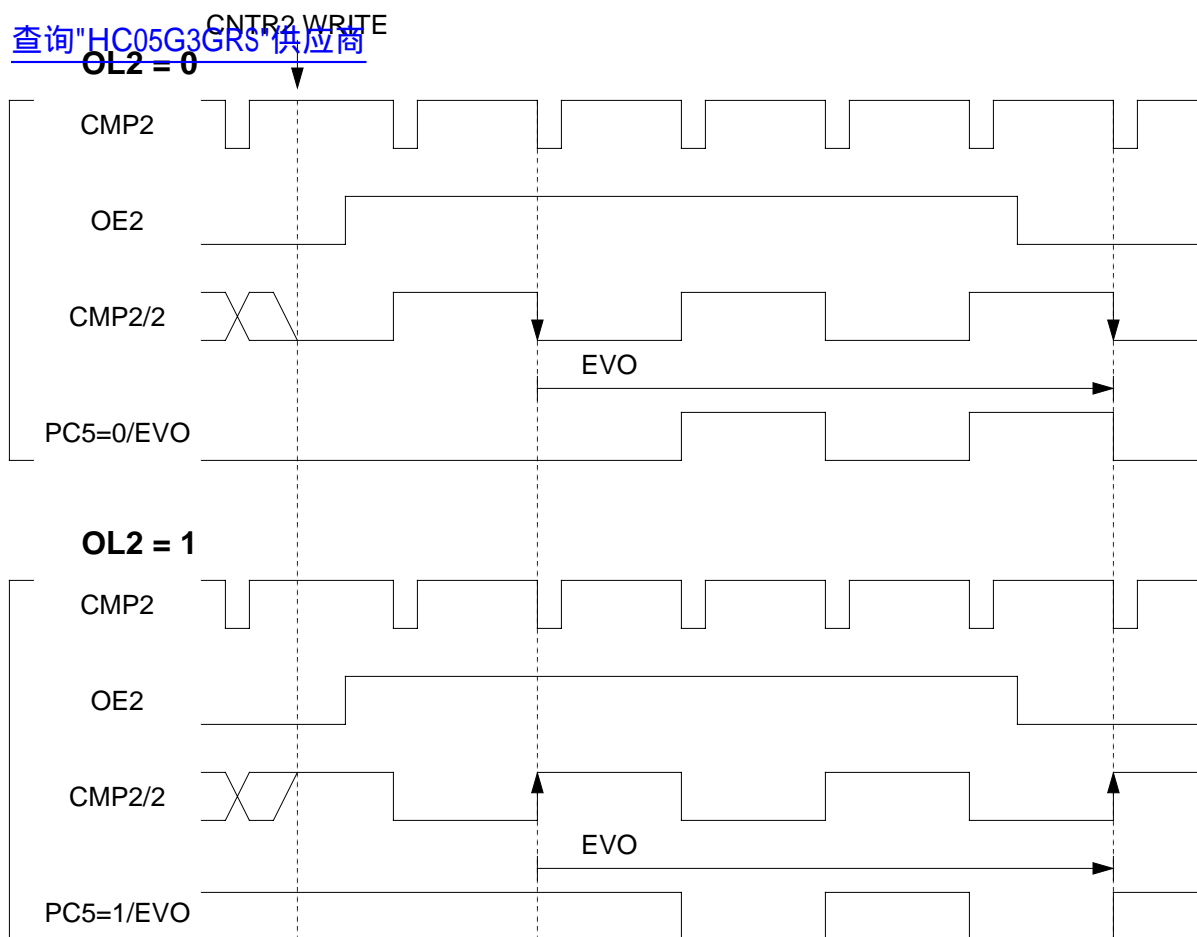 CNTR2 WRITE
查询"HC05G3GRS"供应商
OL2 = 0
CMP2
OE2
CMP2/2
EVO
PC5=0/EVO
OL2 = 1
CMP2
OE2
CMP2/2
EVO
PC5=1/EVO